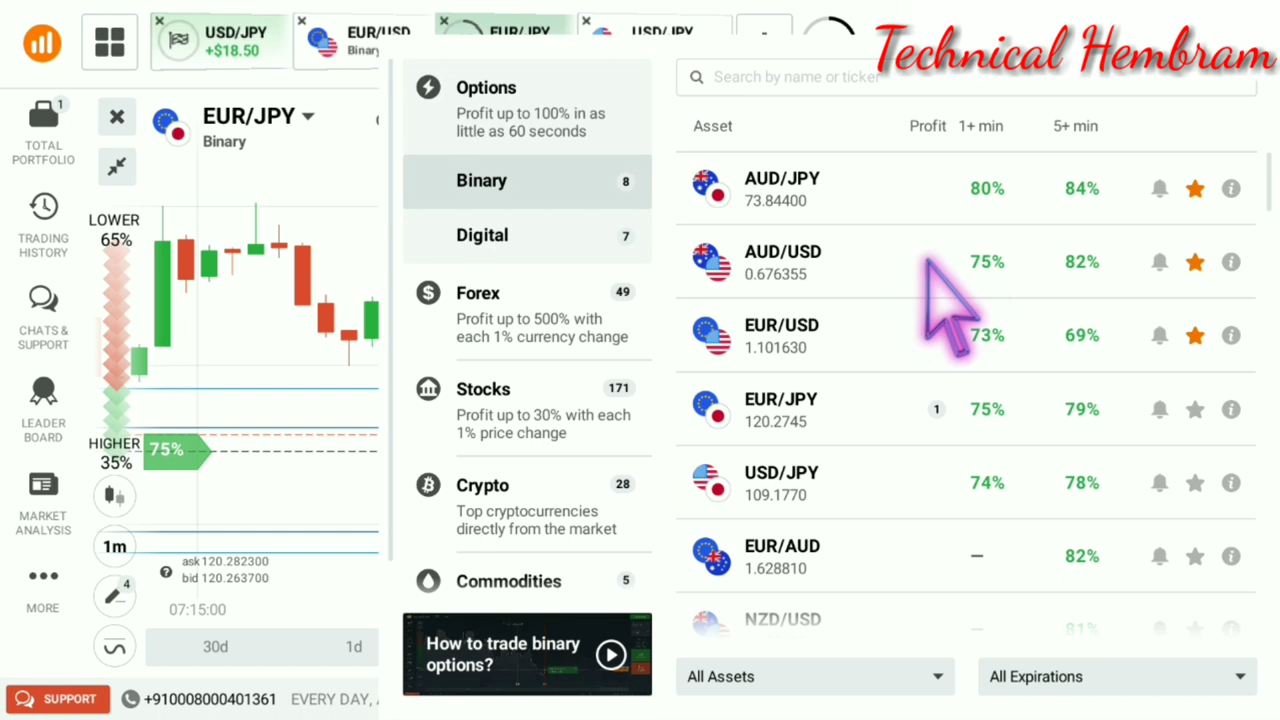 USD/JPY
+$18.50
EUR/USD
Binary
EUR/JPY
USD/JPY
Technical Hembram
1
TOTAL
PORTFOLIO
TRADING
HISTORY
CHATS &
SUPPORT
LEADER
BOARD
MARKET
ANALYSIS
MORE
EUR/JPY
Binary
LOWER
65%
HIGHER
35%
75%
1m
4
ask 120.282300
bid 120.263700
07:15:00
30d
1d
Options
Profit up to 100% in as
little as 60 seconds
Binary 8
Digital 7
Forex 49
Profit up to 500% with
each 1% currency change
Stocks 171
Profit up to 30% with each
1% price change
Crypto 28
Top cryptocurrencies
directly from the market
Commodities 5
How to trade binary
options?
Search by name or ticker
Asset Profit 1+ min 5+ min
AUD/JPY 80% 84%
73.84400
AUD/USD 75% 82%
0.676355
EUR/USD 73% 69%
1.101630
EUR/JPY 1 75% 79%
120.2745
USD/JPY 74% 78%
109.1770
EUR/AUD – 82%
1.628810
NZD/USD – 81%
All Assets
All Expirations
SUPPORT
+910008000401361
EVERY DAY,